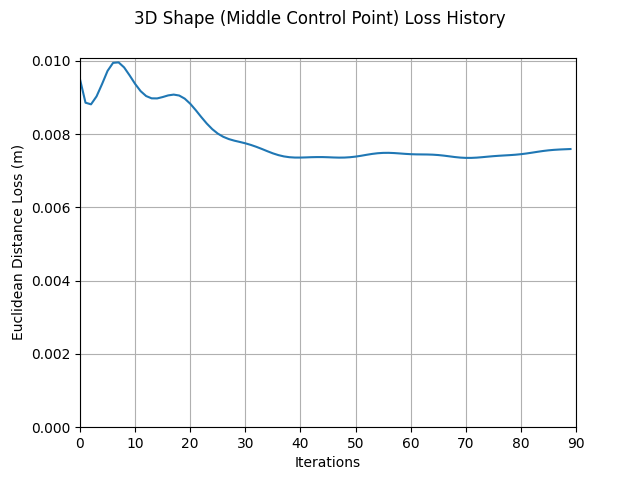 3D Shape (Middle Control Point) Loss History
0.010
0.008
0.006
0.004
0.002
0.000
Euclidean Distance Loss (m)
0 10 20 30 40 50 60 70 80 90
Iterations